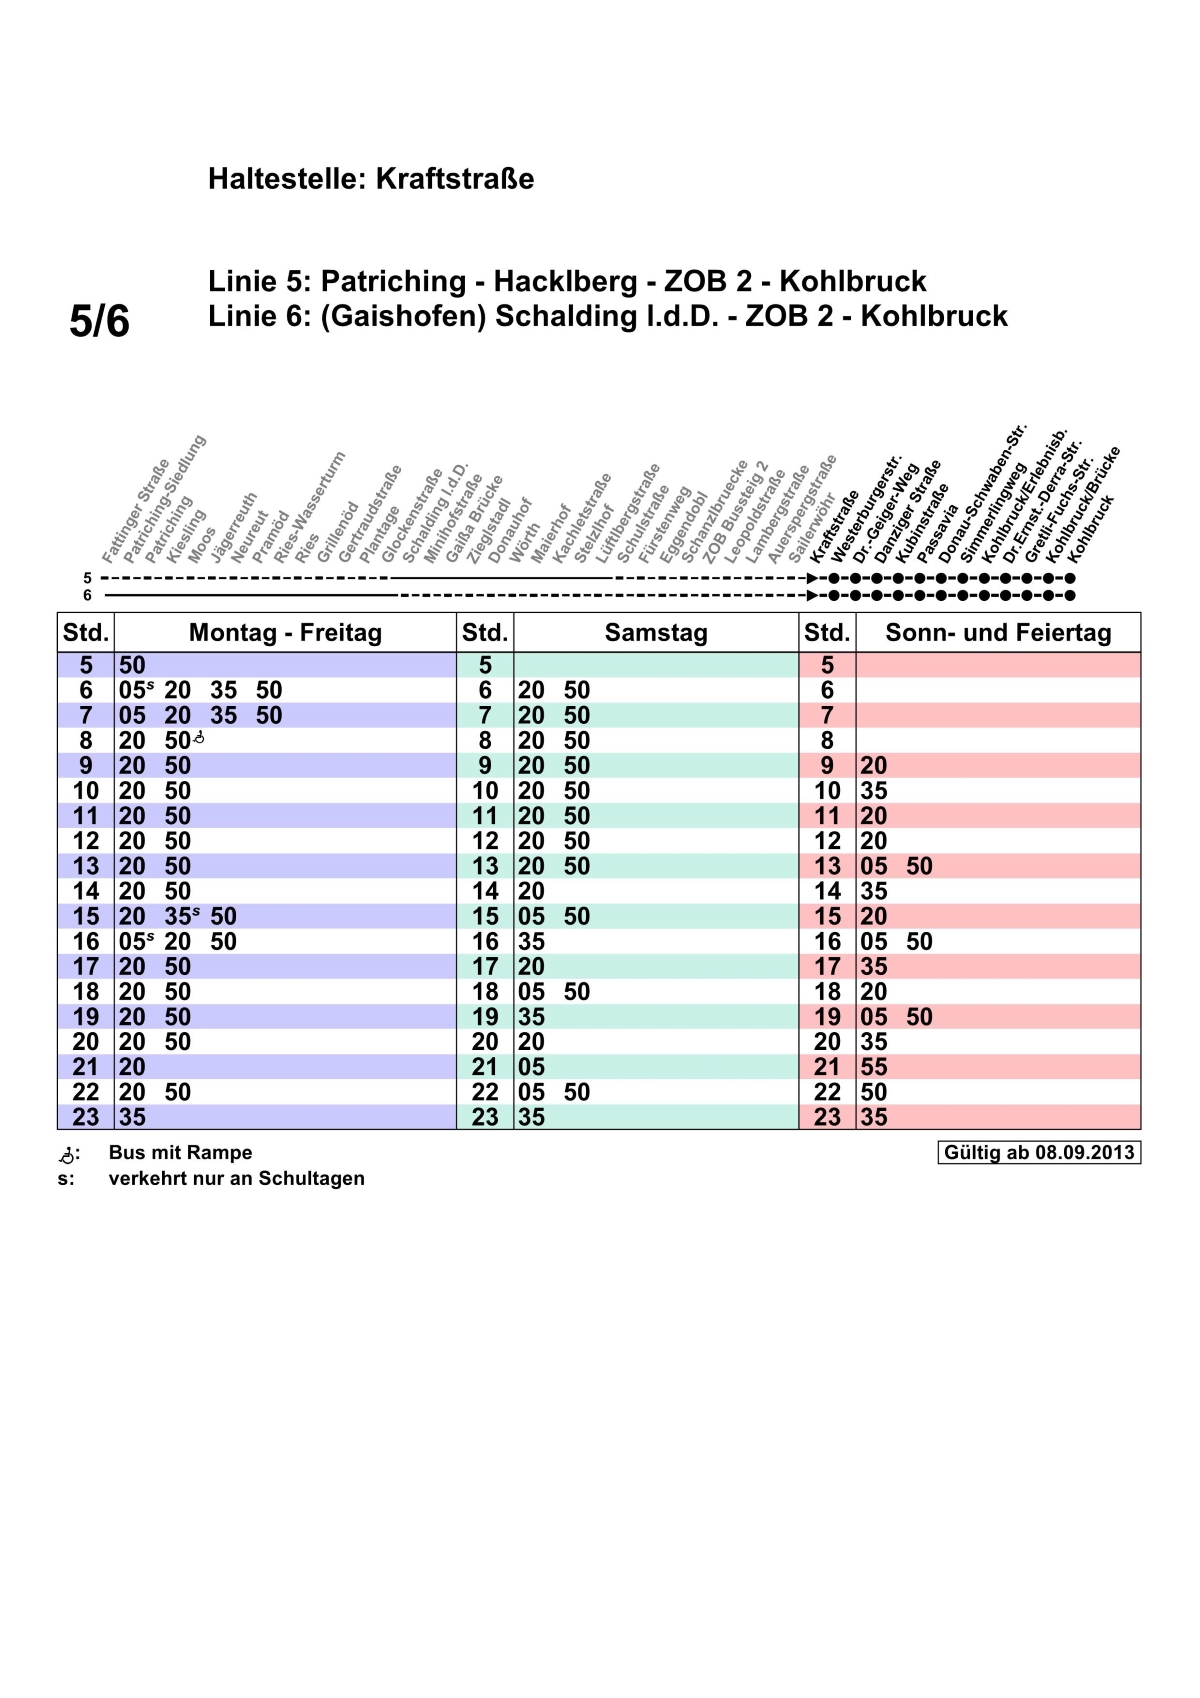 Haltestelle: Kraftstraße
Linie 5: Patriching - Hacklberg - ZOB 2 - Kohlbruck
5/6
Linie 6: (Gaishofen) Schalding l.d.D. - ZOB 2 - Kohlbruck
Fattinger Straße
Patriching-Siedlung
Patriching
Kiesling
Moos
Jägerreuth
Neureut
Pramöd
Ries-Wasserturm
Ries
Grillenöd
Gertraudstraße
Plantage
Glockenstraße
Schalding l.d.D.
Minihofstraße
Gaißa Brücke
Zieglstadl
Donauhof
Wörth
Maierhof
Kachletstraße
Stelzlhof
Lüftlbergstraße
Schulstraße
Fürstenweg
Eggendobl
Schanzlbruecke
ZOB Bussteig 2
Leopoldstraße
Lambergstraße
Auerspergstraße
Sailerwöhr
Kraftstraße
Westerburgerstr.
Dr.-Geiger-Weg
Danziger Straße
Kubinstraße
Passavia
Donau-Schwaben-Str.
Simmerlingweg
Kohlbruck/Erlebnisb.
Dr.Ernst.-Derra-Str.
Gretli-Fuchs-Str.
Kohlbruck/Brücke
Kohlbruck
5
6
Std. Montag - Freitag Std. Samstag Std. Sonn- und Feiertag
5 50 5 5
6 05s 20 35 50 6 20 50 6
7 05 20 35 50 7 20 50 7
8 20 50 8 20 50 8
9 20 50 9 20 50 9 20
10 20 50 10 20 50 10 35
11 20 50 11 20 50 11 20
12 20 50 12 20 50 12 20
13 20 50 13 20 50 13 05 50
14 20 50 14 20 14 35
15 20 35s 50 15 05 50 15 20
16 05s 20 50 16 35 16 05 50
17 20 50 17 20 17 35
18 20 50 18 05 50 18 20
19 20 50 19 35 19 05 50
20 20 50 20 20 20 35
21 20 21 05 21 55
22 20 50 22 05 50 22 50
23 35 23 35 23 35
: Bus mit Rampe Gültig ab 08.09.2013
s: verkehrt nur an Schultagen